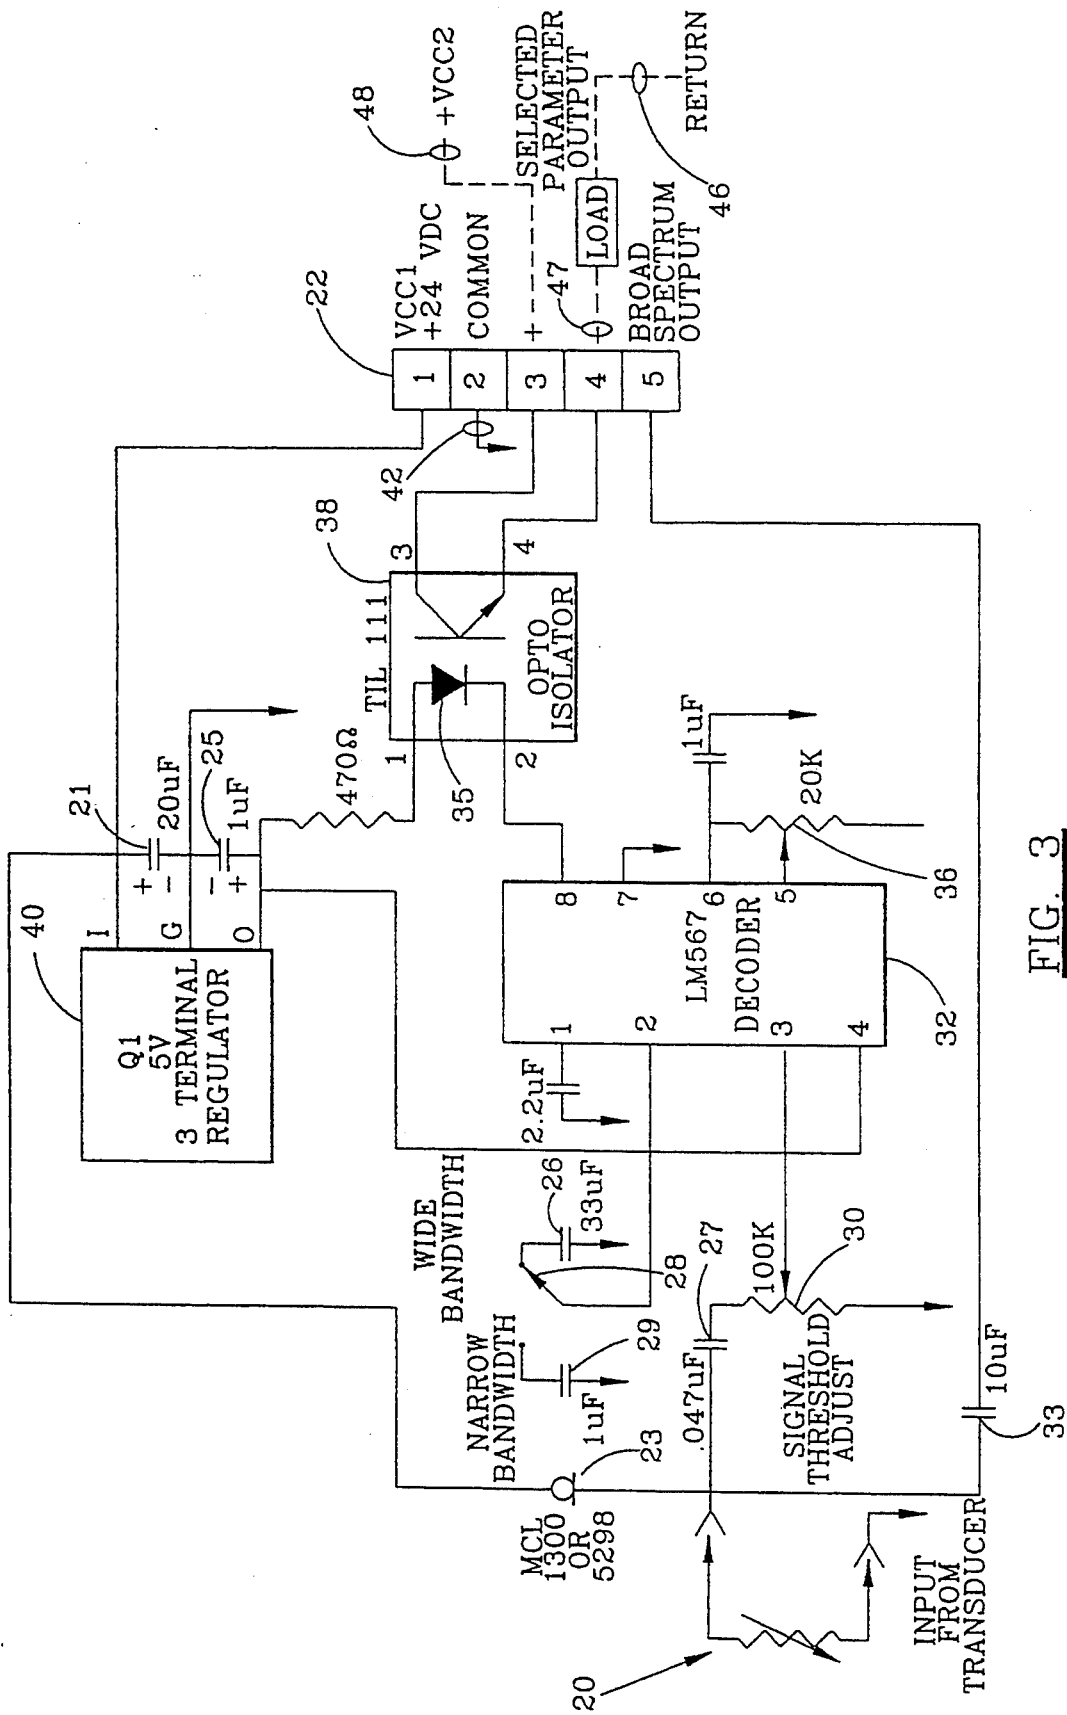 40
Q1
5V
3 TERMINAL
REGULATOR
I
G
O
21
+
-
20uF
-
+
25
1uF
470Ω
TIL 111
38
1
2
3
4
35
OPTO
ISOLATOR
22
1
2
3
4
5
42
VCC1
+24 VDC
COMMON
48
+VCC2
+
SELECTED
PARAMETER
OUTPUT
47
+
LOAD
46
RETURN
BROAD
SPECTRUM
OUTPUT
WIDE
BANDWIDTH
26
33uF
28
NARROW
BANDWIDTH
29
1uF
23
MCL
1300
OR
5298
2.2uF
1
2
3
4
8
7
6
5
LM567
DECODER
32
1uF
20K
36
.047uF
27
100K
30
SIGNAL
THRESHOLD
ADJUST
10uF
33
20
INPUT
FROM
TRANSDUCER
FIG. 3